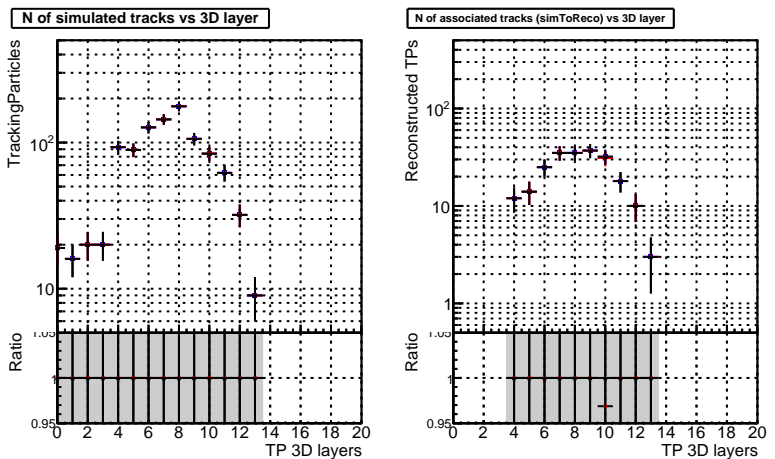 N of simulated tracks vs 3D layer
TrackingParticles
10²
10
1.05
Ratio
1
0.95
0 2 4 6 8 10 12 14 16 18 20
TP 3D layers
N of associated tracks (simToReco) vs 3D layer
Reconstructed TPs
10²
10
1
1.05
Ratio
1
0.95
0 2 4 6 8 10 12 14 16 18 20
TP 3D layers